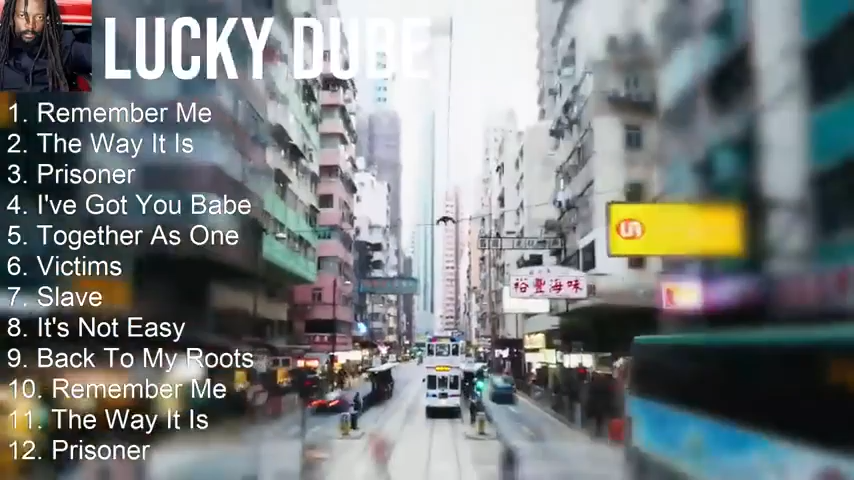 LUCKY DUBE
1. Remember Me
2. The Way It Is
3. Prisoner
4. I've Got You Babe
5. Together As One
6. Victims
7. Slave
8. It's Not Easy
9. Back To My Roots
10. Remember Me
11. The Way It Is
12. Prisoner
裕豐海味